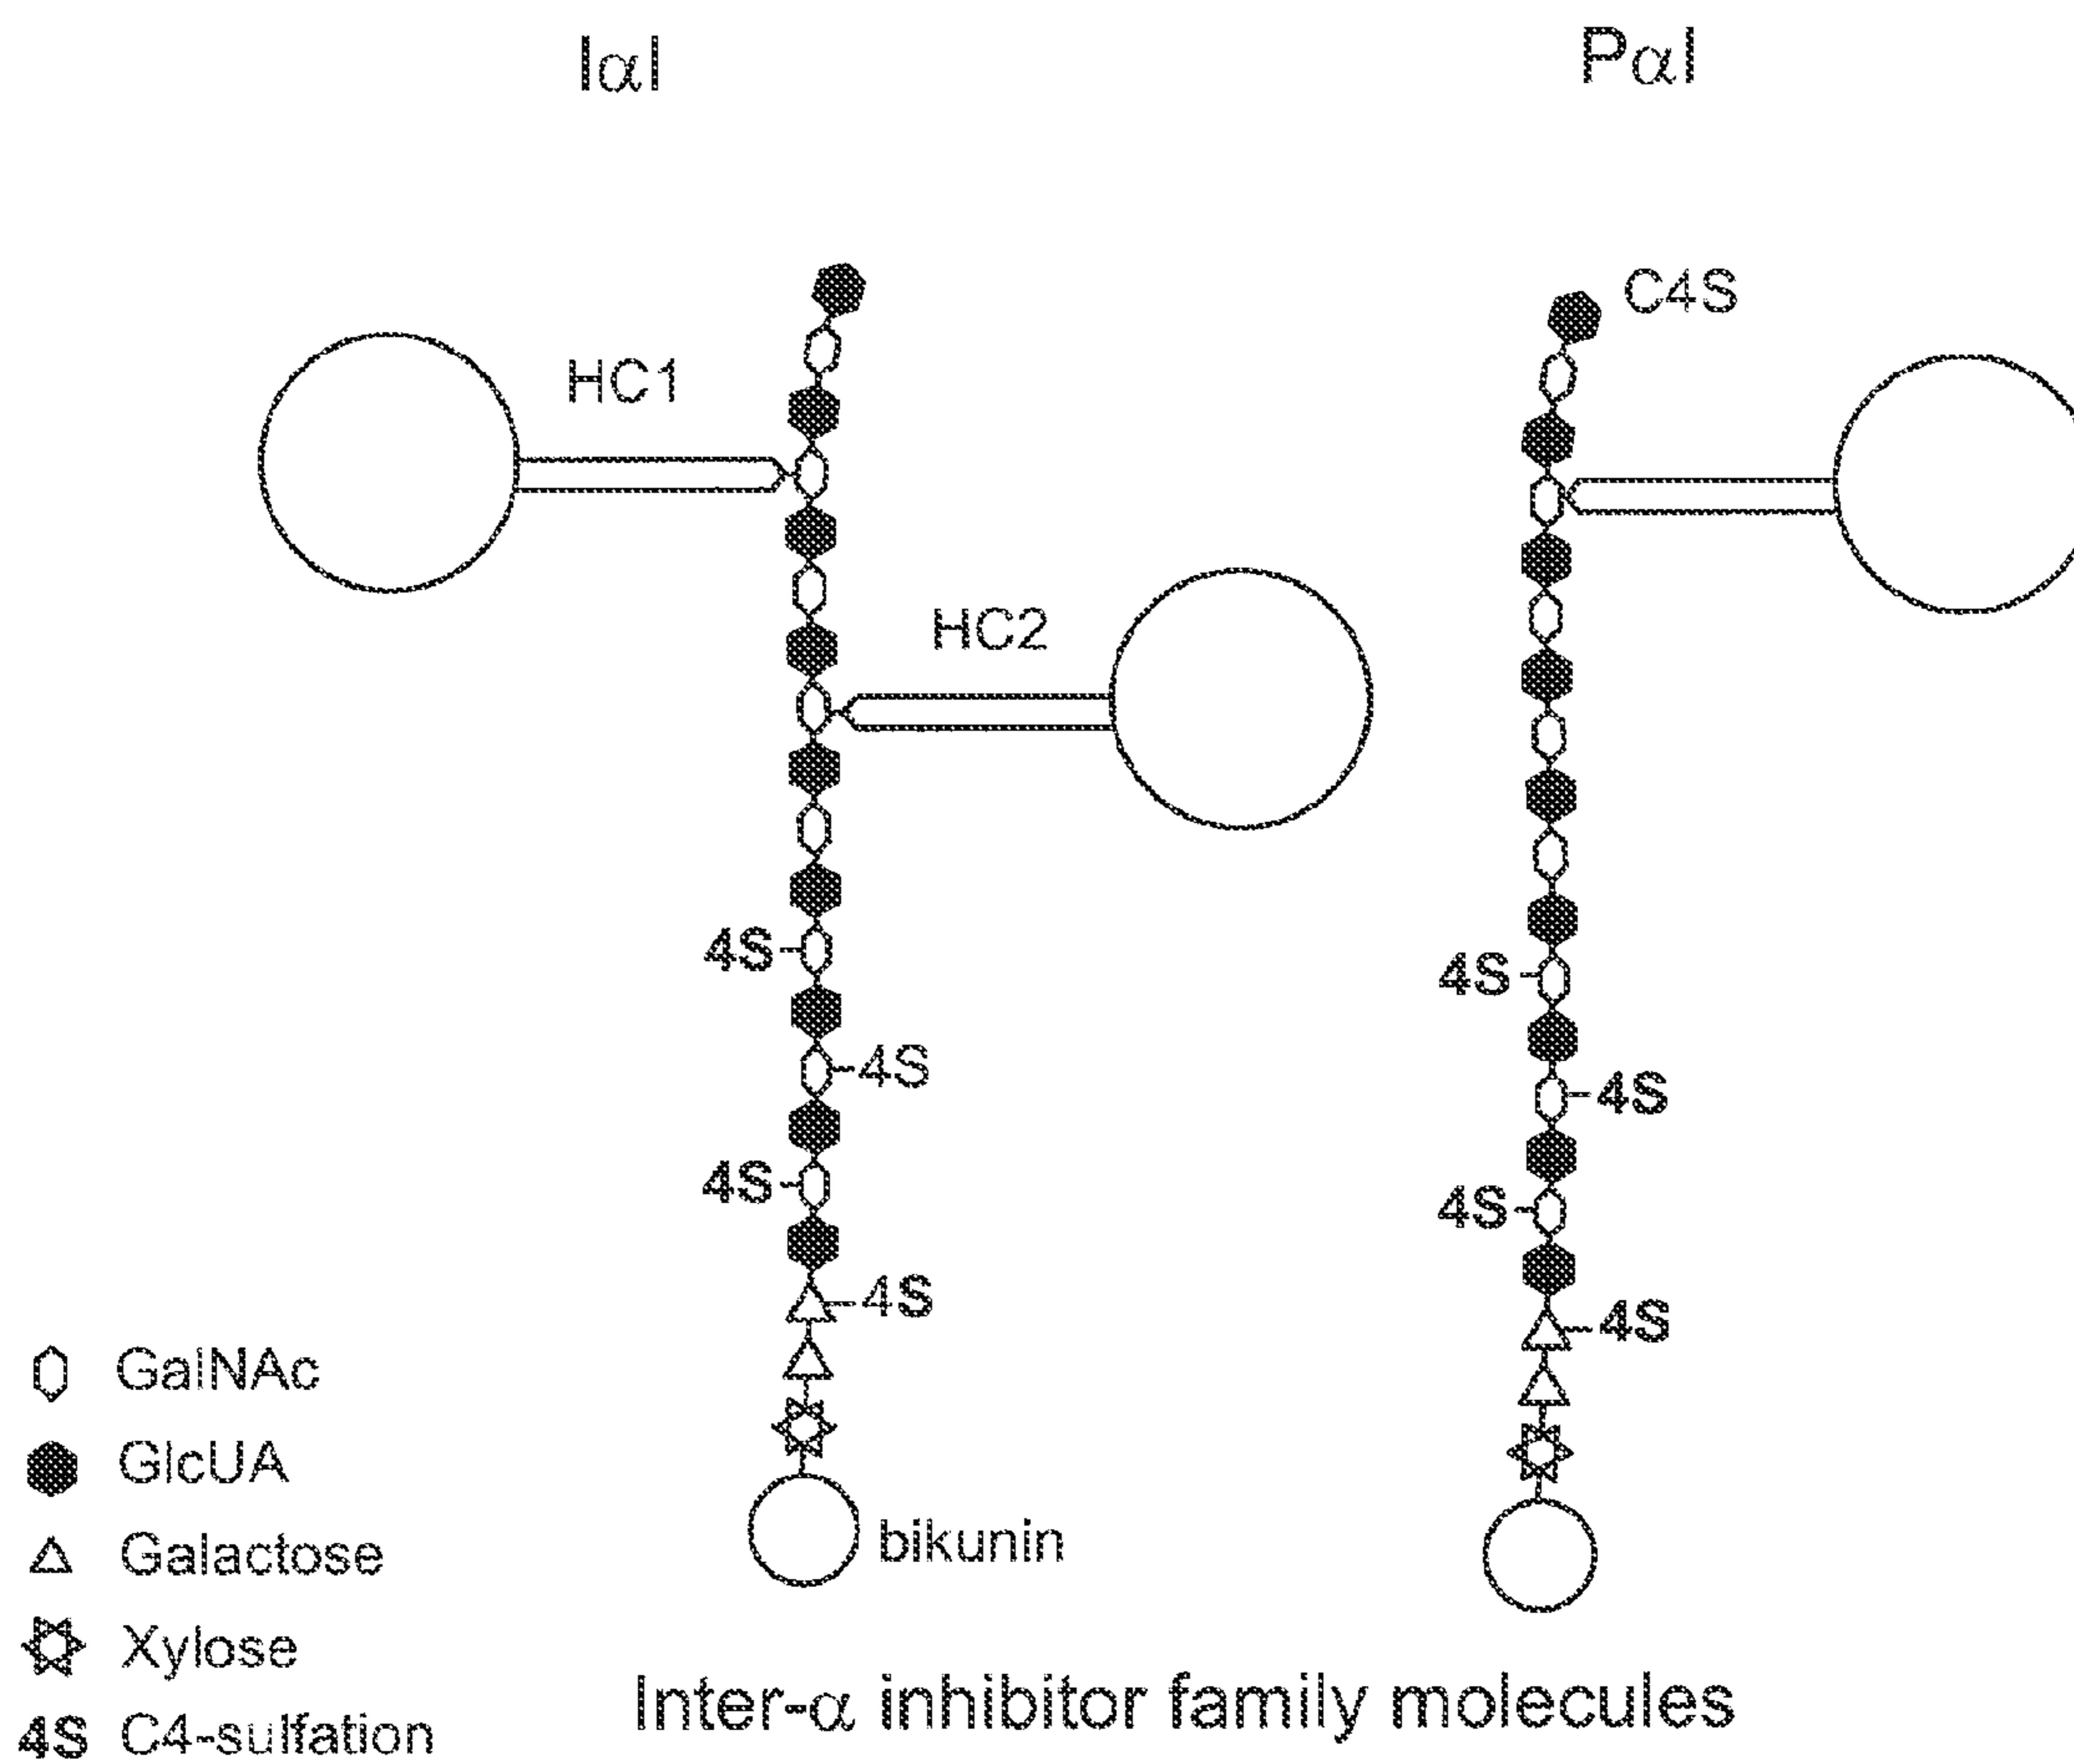 IαI
PαI
C4S
HC1
HC2
4S
4S
4S
4S
4S
4S
4S
4S
bikunin
GalNAc
GlcUA
Galactose
Xylose
4S C4-sulfation
Inter-α inhibitor family molecules